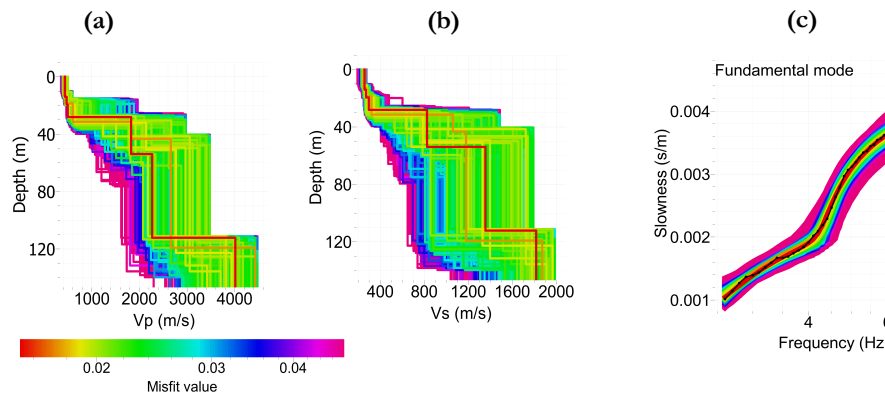 (a)
(b)
(c)
0
40
80
120
Depth (m)
1000 2000 3000 4000
Vp (m/s)
0
40
80
120
Depth (m)
400 800 1200 1600 2000
Vs (m/s)
Fundamental mode
0.004
0.003
0.002
0.001
Slowness (s/m)
4 6
Frequency (Hz
0.02 0.03 0.04
Misfit value